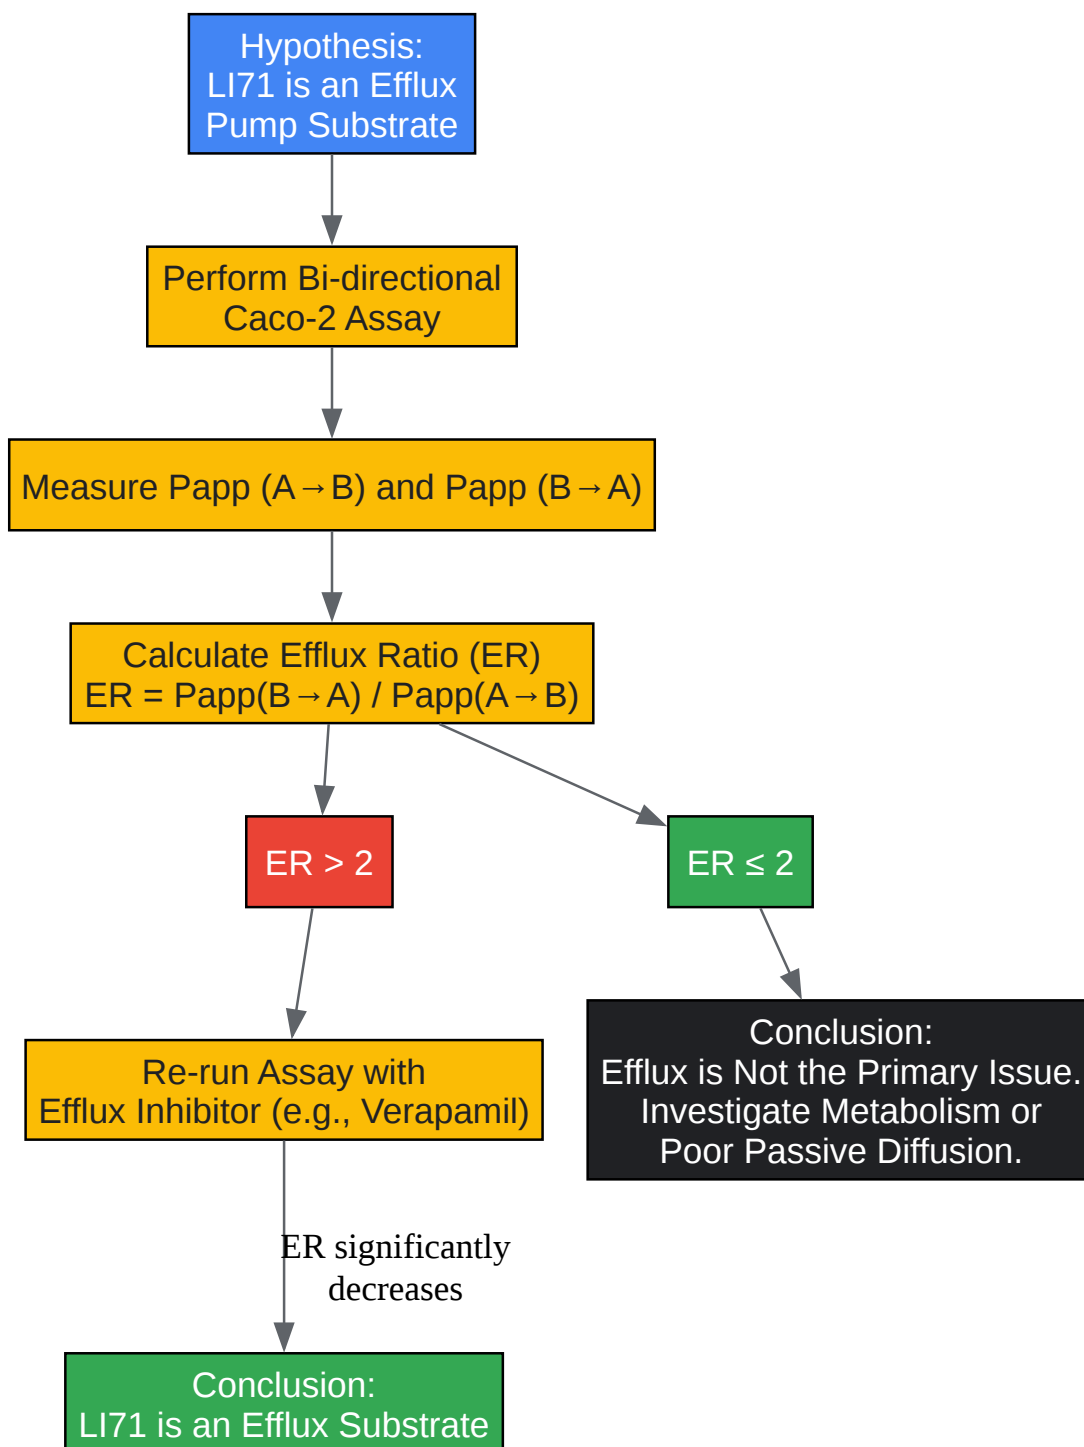 Hypothesis:
LI71 is an Efflux
Pump Substrate
Perform Bi-directional
Caco-2 Assay
Measure Papp (A→B) and Papp (B→A)
Calculate Efflux Ratio (ER)
ER = Papp(B→A) / Papp(A→B)
ER > 2
ER ≤ 2
Conclusion:
Efflux is Not the Primary Issue.
Investigate Metabolism or
Poor Passive Diffusion.
Re-run Assay with
Efflux Inhibitor (e.g., Verapamil)
ER significantly
decreases
Conclusion:
LI71 is an Efflux Substrate